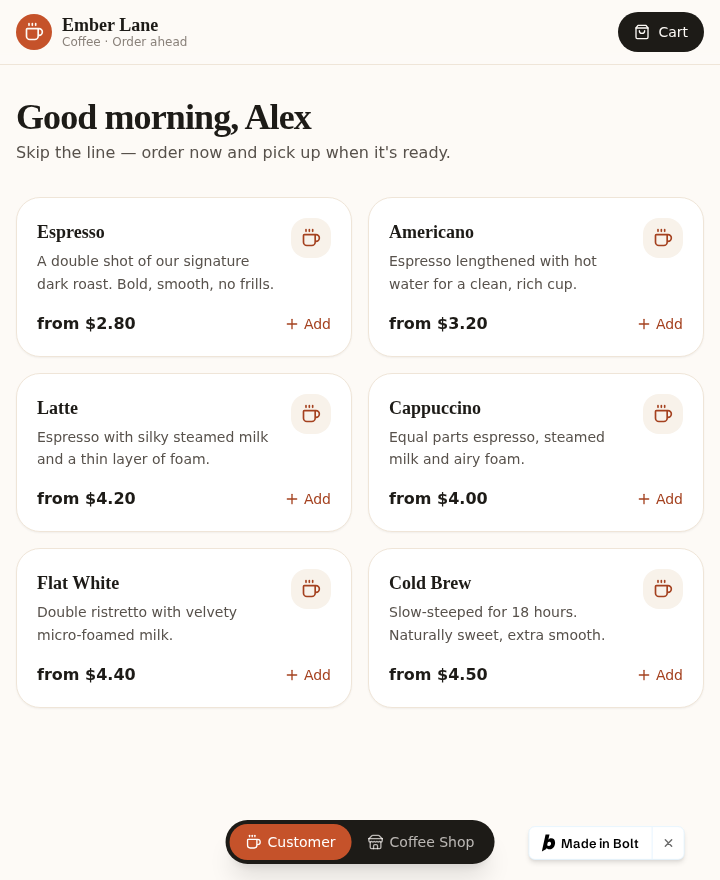 Ember Lane
Coffee · Order ahead
Cart
Good morning, Alex
Skip the line — order now and pick up when it's ready.
Espresso
A double shot of our signature
dark roast. Bold, smooth, no frills.
from $2.80
+ Add
Americano
Espresso lengthened with hot
water for a clean, rich cup.
from $3.20
+ Add
Latte
Espresso with silky steamed milk
and a thin layer of foam.
from $4.20
+ Add
Cappuccino
Equal parts espresso, steamed
milk and airy foam.
from $4.00
+ Add
Flat White
Double ristretto with velvety
micro-foamed milk.
from $4.40
+ Add
Cold Brew
Slow-steeped for 18 hours.
Naturally sweet, extra smooth.
from $4.50
+ Add
Customer
Coffee Shop
b Made in Bolt